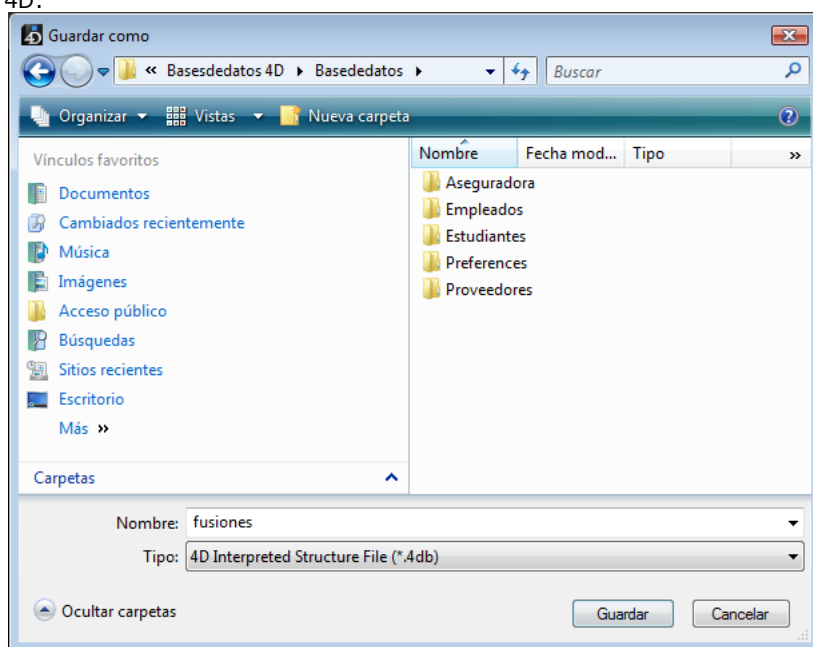 4D.
Guardar como
« Basesdedatos 4D ▸ Basededatos ▸
Buscar
Organizar Vistas Nueva carpeta
Vínculos favoritos
Documentos
Cambiados recientemente
Música
Imágenes
Acceso público
Búsquedas
Sitios recientes
Escritorio
Más »
Carpetas
Nombre Fecha mod... Tipo »
Aseguradora
Empleados
Estudiantes
Preferences
Proveedores
Nombre: fusiones
Tipo: 4D Interpreted Structure File (*.4db)
Ocultar carpetas
Guardar Cancelar